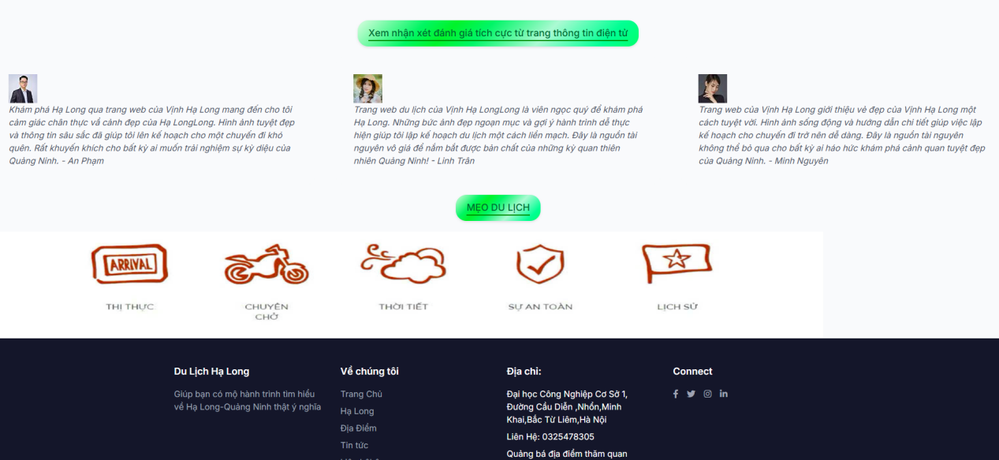 Xem nhận xét đánh giá tích cực từ trang thông tin điện tử
Khám phá Hạ Long qua trang web của Vịnh Hạ Long mang đến cho tôi
cảm giác chân thực về cảnh đẹp của Hạ LongLong. Hình ảnh tuyệt đẹp
và thông tin sâu sắc đã giúp tôi lên kế hoạch cho một chuyến đi khó
quên. Rất khuyến khích cho bất kỳ ai muốn trải nghiệm sự kỳ diệu của
Quảng Ninh. - An Phạm
Trang web du lịch của Vịnh Hạ LongLong là viên ngọc quý để khám phá
Hạ Long. Những bức ảnh đẹp ngoạn mục và gợi ý hành trình dễ thực
hiện giúp tôi lập kế hoạch du lịch một cách liền mạch. Đây là nguồn tài
nguyên vô giá để nắm bắt được bản chất của những kỳ quan thiên
nhiên Quảng Ninh! - Linh Trân
Trang web của Vịnh Hạ Long giới thiệu vẻ đẹp của Vịnh Hạ Long một
cách tuyệt vời. Hình ảnh sống động và hướng dẫn chi tiết giúp việc lập
kế hoạch cho chuyến đi trở nên dễ dàng. Đây là nguồn tài nguyên
không thể bỏ qua cho bất kỳ ai háo hức khám phá cảnh quan tuyệt đẹp
của Quảng Ninh. - Minh Nguyên
MẸO DU LỊCH
ARRIVAL
THỊ THỰC
CHUYÊN
CHỞ
THỜI TIẾT
SỰ AN TOÀN
LỊCH SỬ
Du Lịch Hạ Long
Giúp bạn có mộ hành trình tìm hiểu
về Hạ Long-Quảng Ninh thật ý nghĩa
Về chúng tôi
Trang Chủ
Hạ Long
Địa Điểm
Tin tức
Địa chỉ:
Đại học Công Nghiệp Cơ Sở 1,
Đường Cầu Diễn ,Nhổn,Minh
Khai,Bắc Từ Liêm,Hà Nội
Liên Hệ: 0325478305
Quảng bá địa điểm thăm quan
Connect